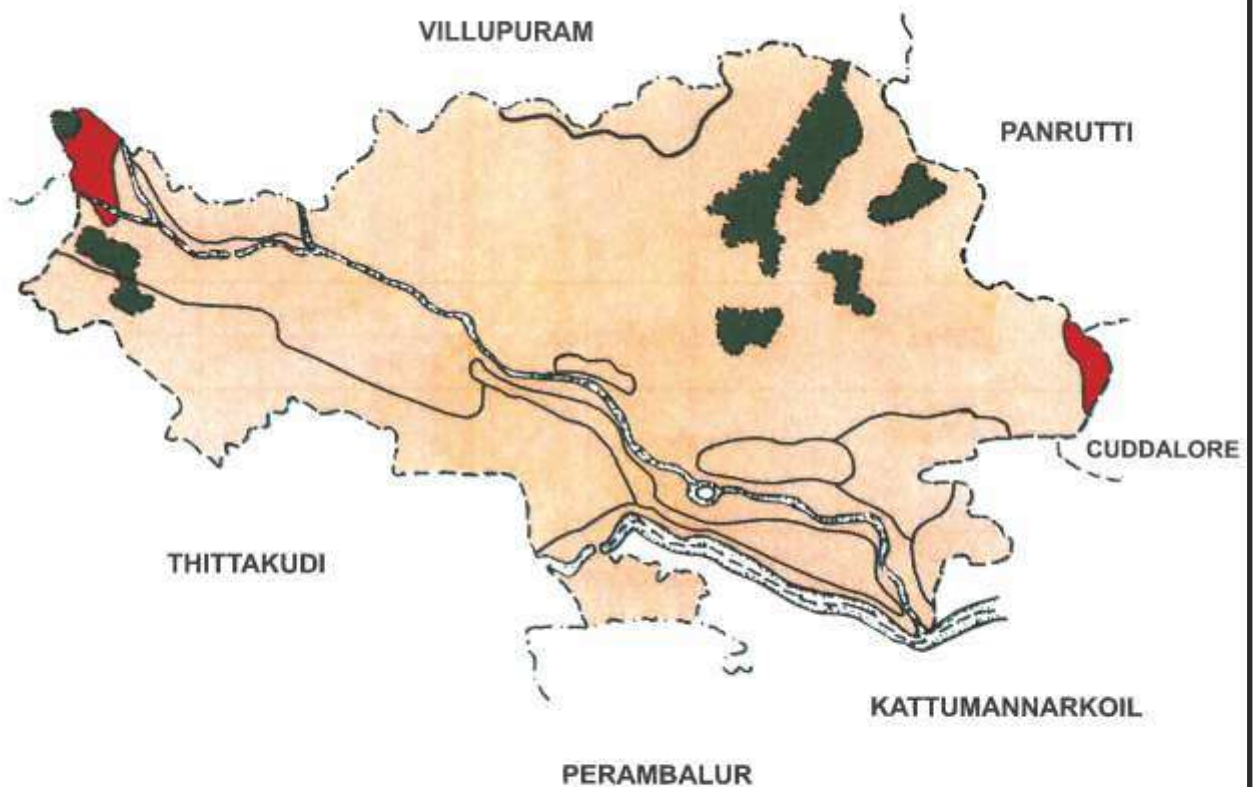 VILLUPURAM
PANRUTTI
CUDDALORE
THITTAKUDI
KATTUMANNARKOIL
PERAMBALUR